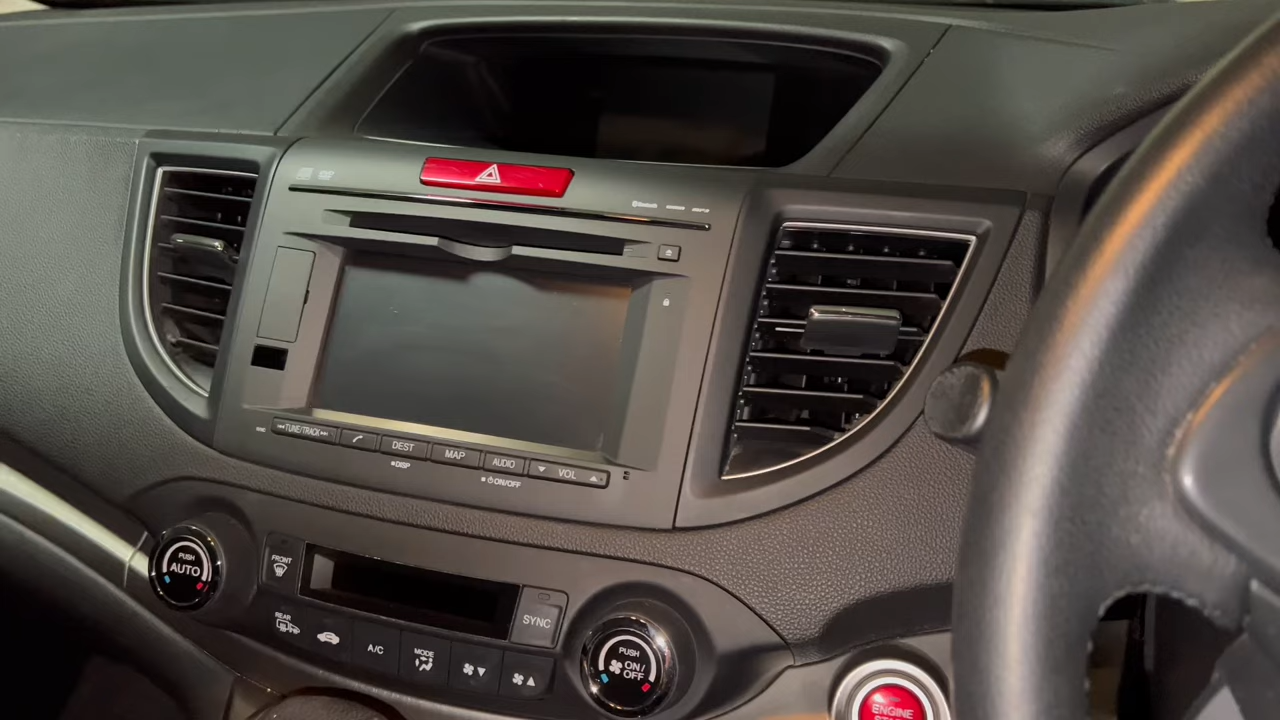 Bluetooth
TUNE/TRACK
DEST
MAP
AUDIO
VOL
DISP
ON/OFF
PUSH
AUTO
FRONT
REAR
A/C
MODE
SYNC
PUSH
ON/
OFF
ENGINE